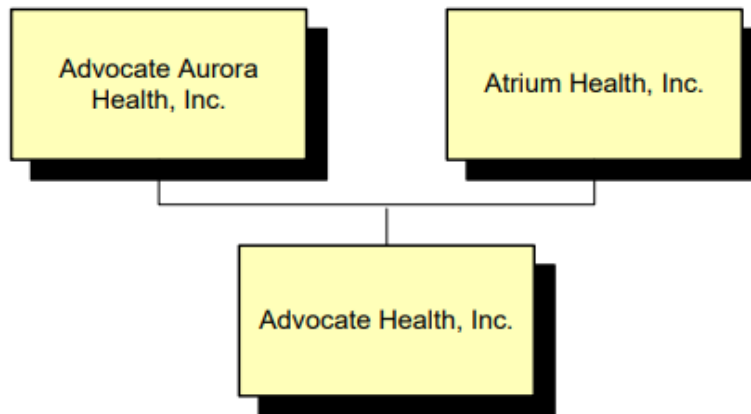 Advocate Aurora
Health, Inc.
Atrium Health, Inc.
Advocate Health, Inc.